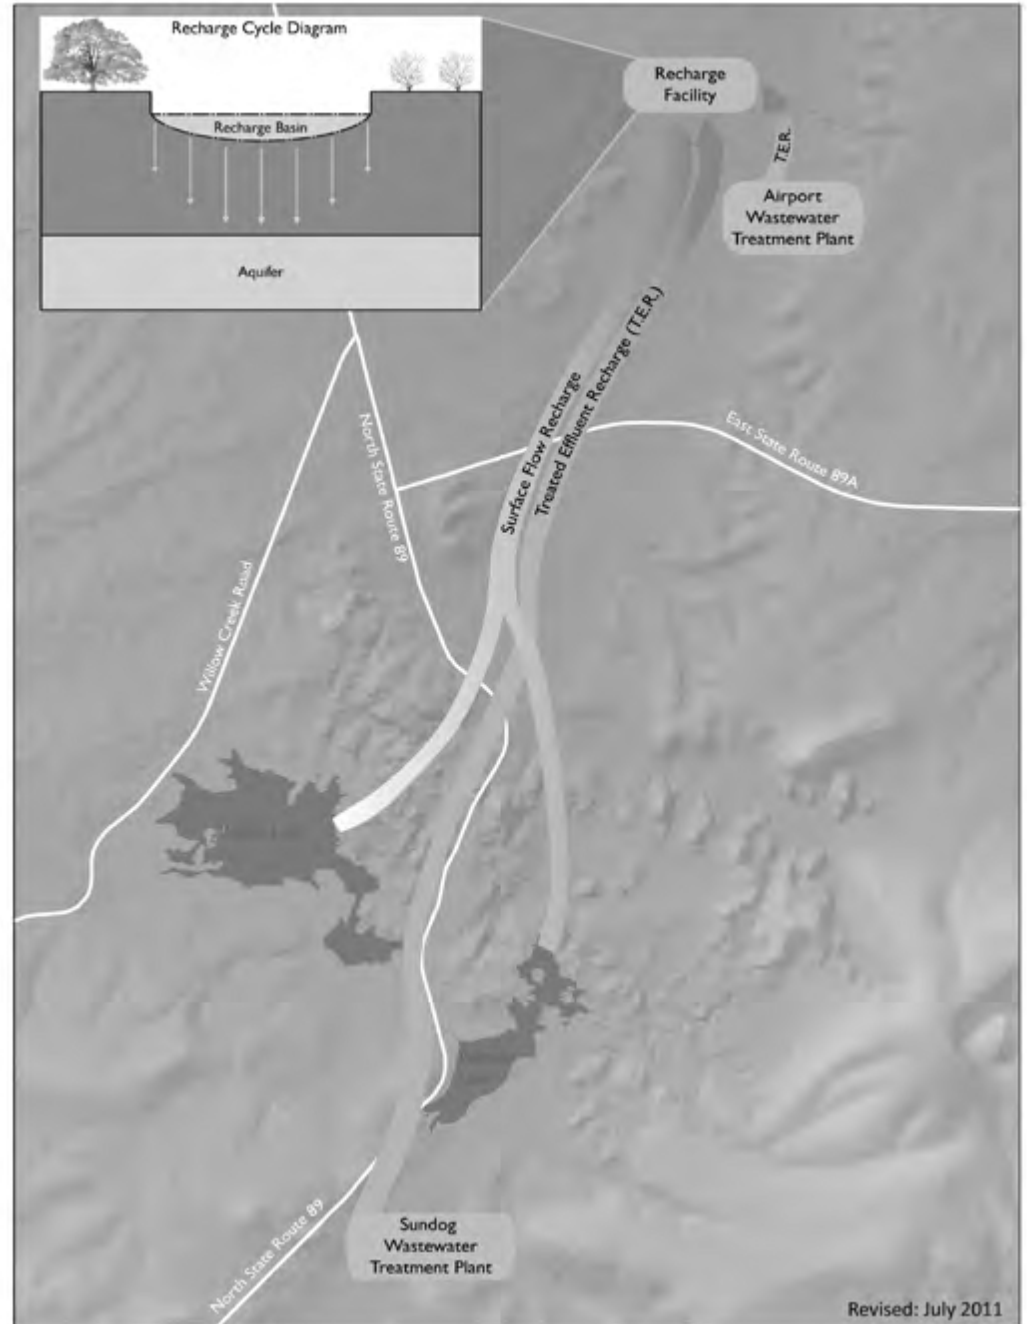 Recharge Cycle Diagram
Recharge Basin
Aquifer
Recharge
Facility
T.E.R.
Airport
Wastewater
Treatment Plant
Surface Flow Recharge
Treated Effluent Recharge (T.E.R.)
North State Route 89
East State Route 89A
Willow Creek Road
North State Route 89
Sundog
Wastewater
Treatment Plant
Revised: July 2011